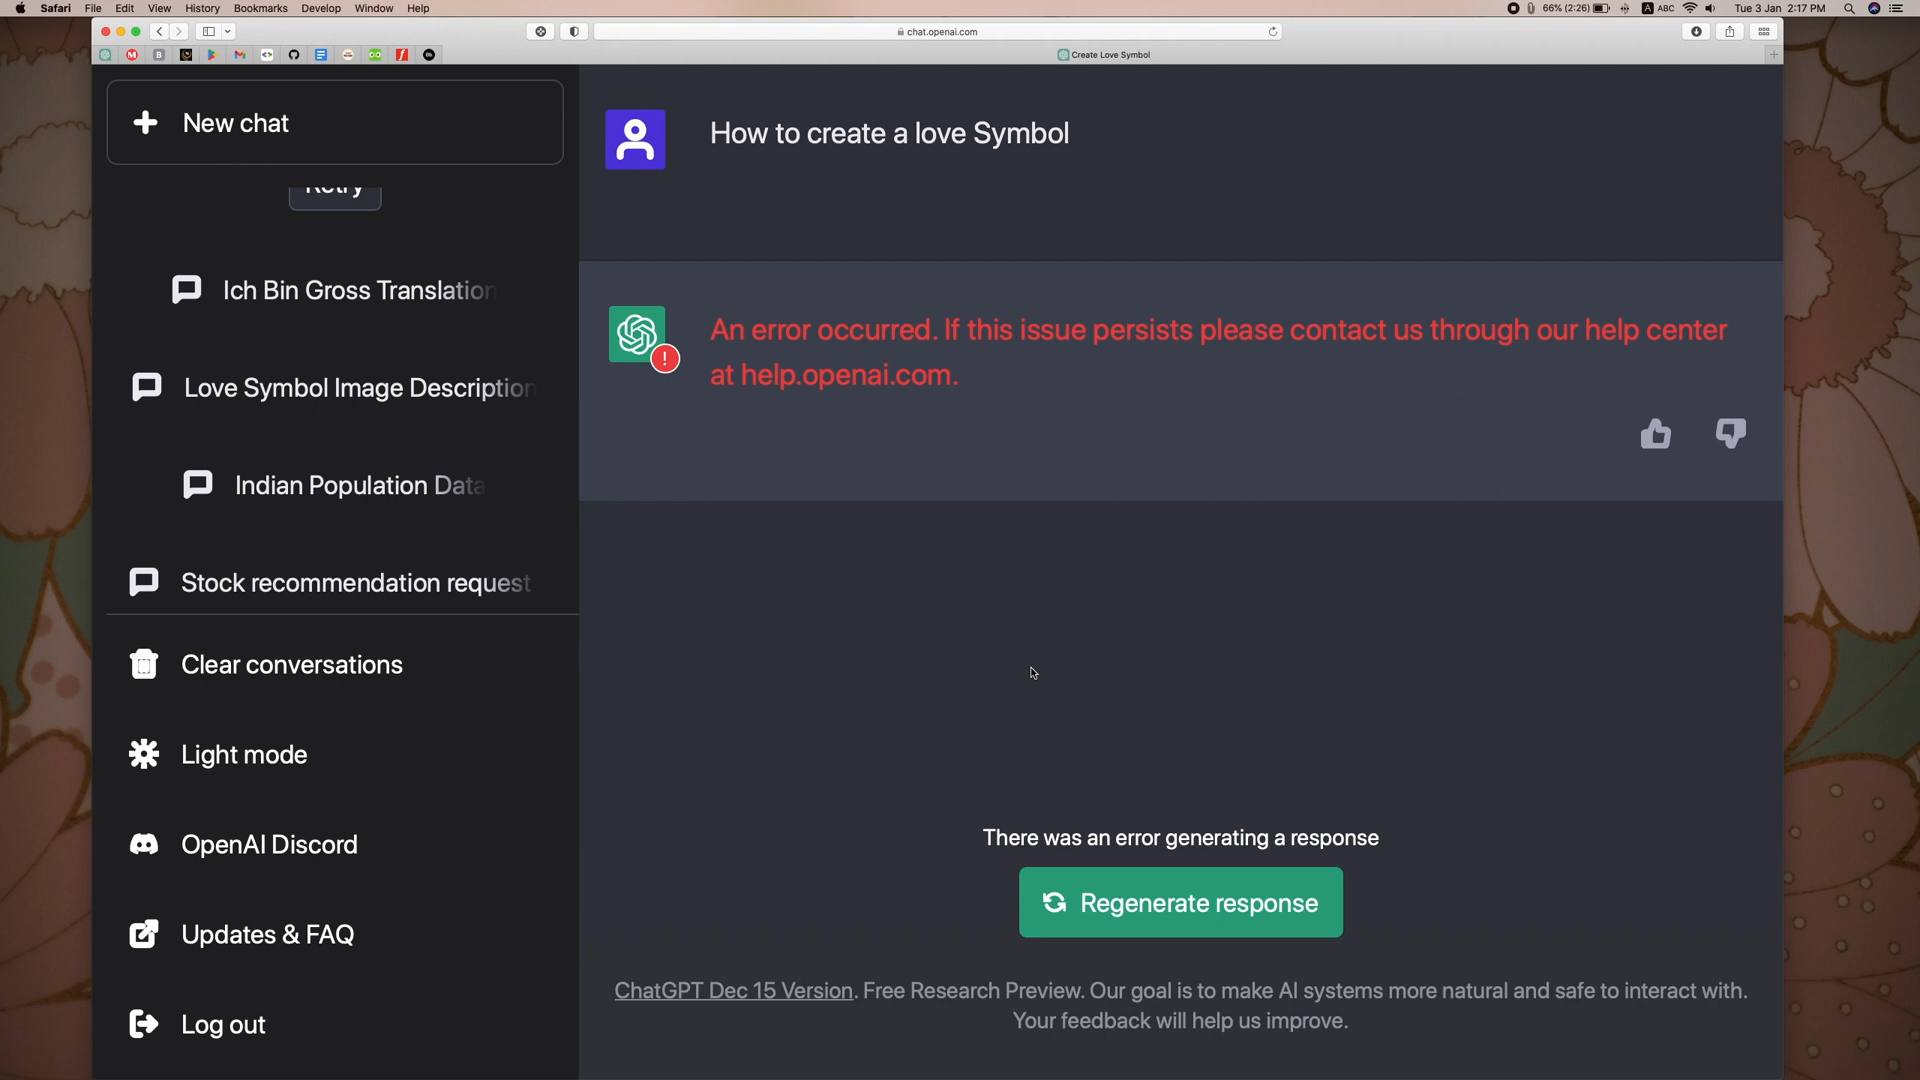 Safari File Edit View History Bookmarks Develop Window Help
66% (2:26) A ABC Tue 3 Jan 2:17 PM
chat.openai.com
Create Love Symbol
New chat
Retry
Ich Bin Gross Translation
Love Symbol Image Description
Indian Population Data
Stock recommendation request
Clear conversations
Light mode
OpenAI Discord
Updates & FAQ
Log out
How to create a love Symbol
An error occurred. If this issue persists please contact us through our help center
at help.openai.com.
There was an error generating a response
Regenerate response
ChatGPT Dec 15 Version. Free Research Preview. Our goal is to make AI systems more natural and safe to interact with.
Your feedback will help us improve.